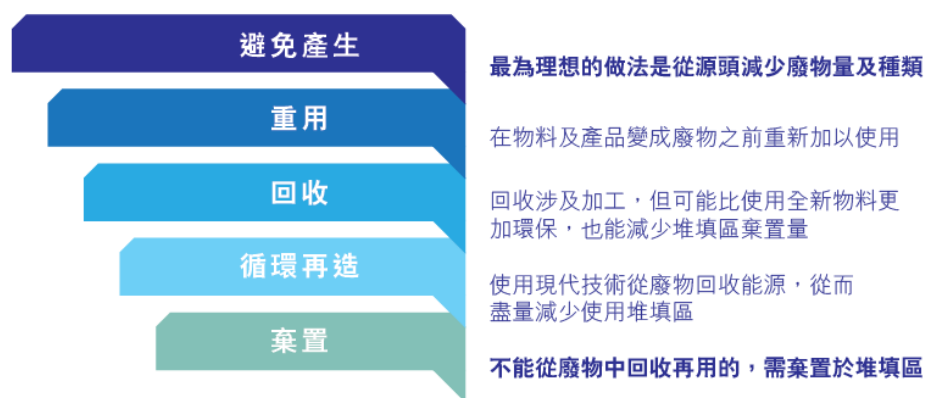 避免產生
最為理想的做法是從源頭減少廢物量及種類
重用
在物料及產品變成廢物之前重新加以使用
回收
回收涉及加工，但可能比使用全新物料更
加環保，也能減少堆填區棄置量
循環再造
使用現代技術從廢物回收能源，從而
盡量減少使用堆填區
棄置
不能從廢物中回收再用的，需棄置於堆填區